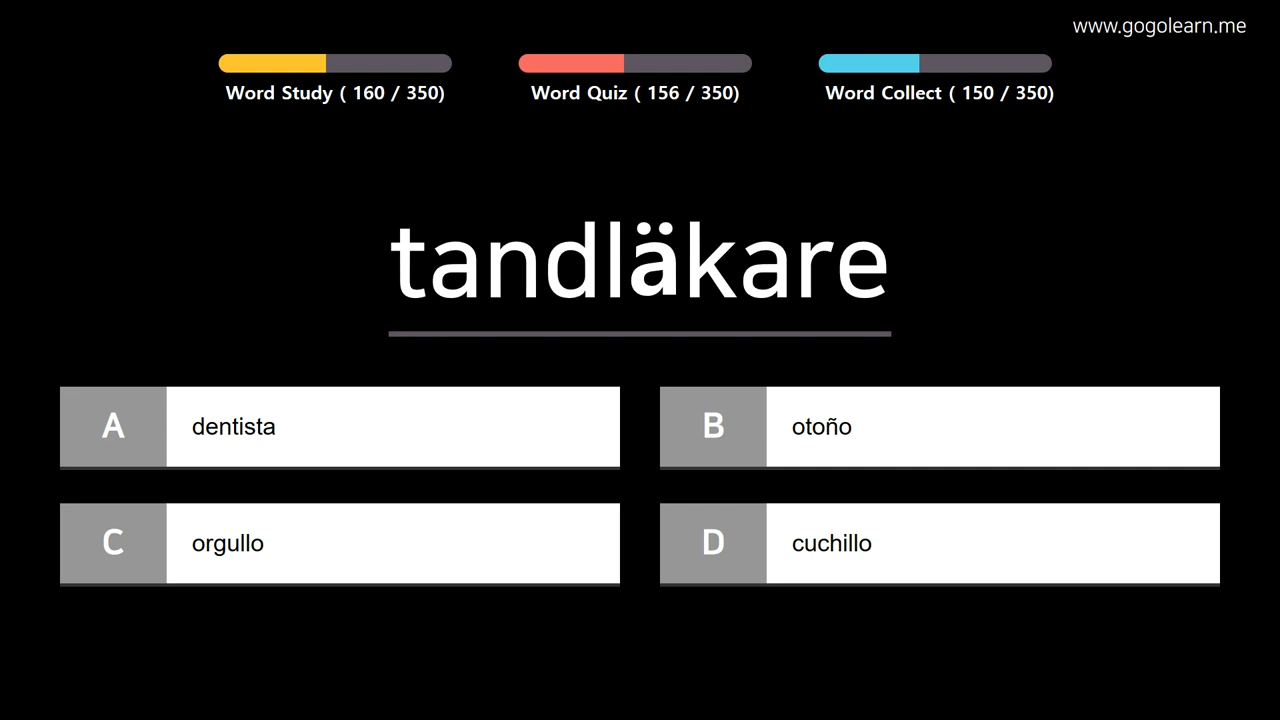 www.gogolearn.me
Word Study ( 160 / 350)
Word Quiz ( 156 / 350)
Word Collect ( 150 / 350)
tandläkare
A dentista
B otoño
C orgullo
D cuchillo